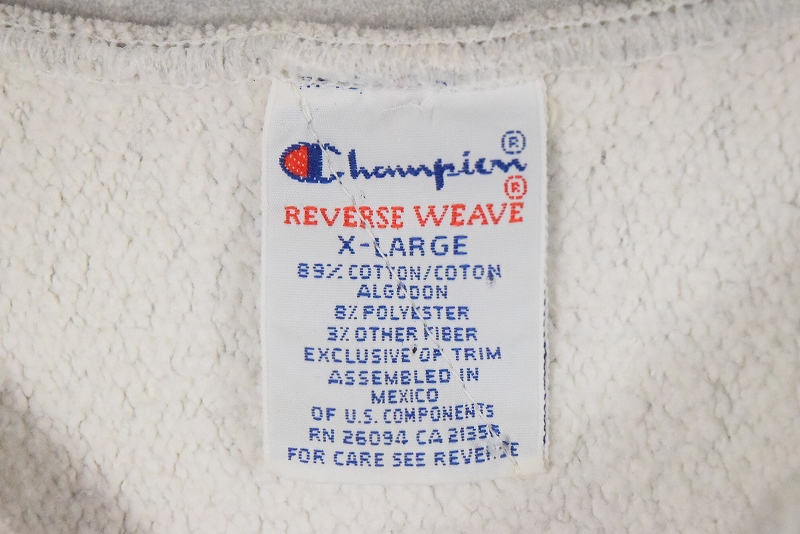 Champion ®
REVERSE WEAVE ®
X-LARGE
89% COTTON/COTON
ALGODON
8% POLYESTER
3% OTHER FIBER
EXCLUSIVE OF TRIM
ASSEMBLED IN
MEXICO
OF U.S. COMPONENTS
RN 26094 CA 21355
FOR CARE SEE REVERSE